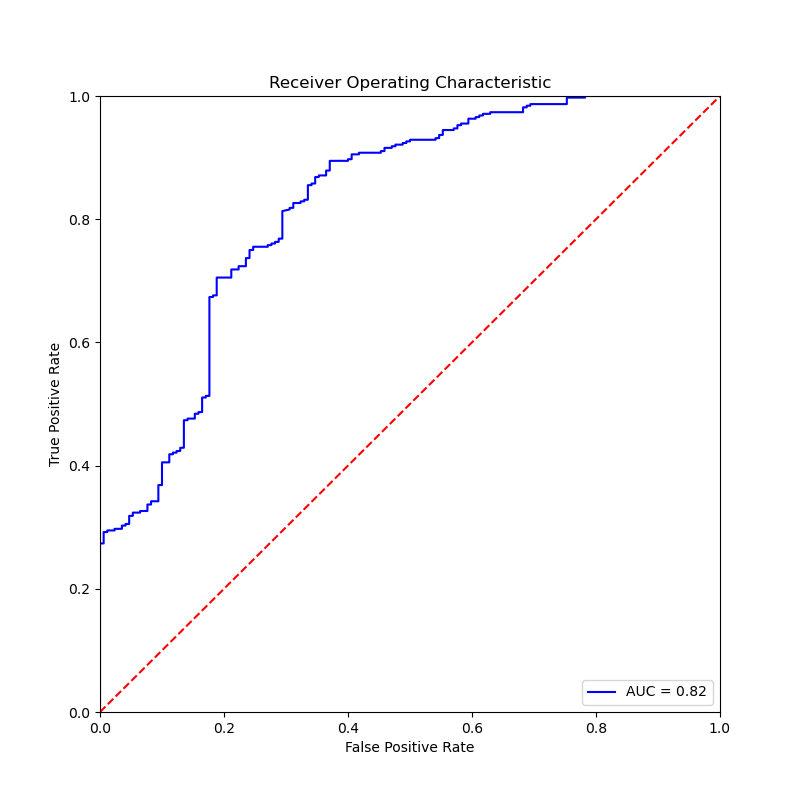 Receiver Operating Characteristic
True Positive Rate
1.0
0.8
0.6
0.4
0.2
0.0
AUC = 0.82
0.0 0.2 0.4 0.6 0.8 1.0
False Positive Rate